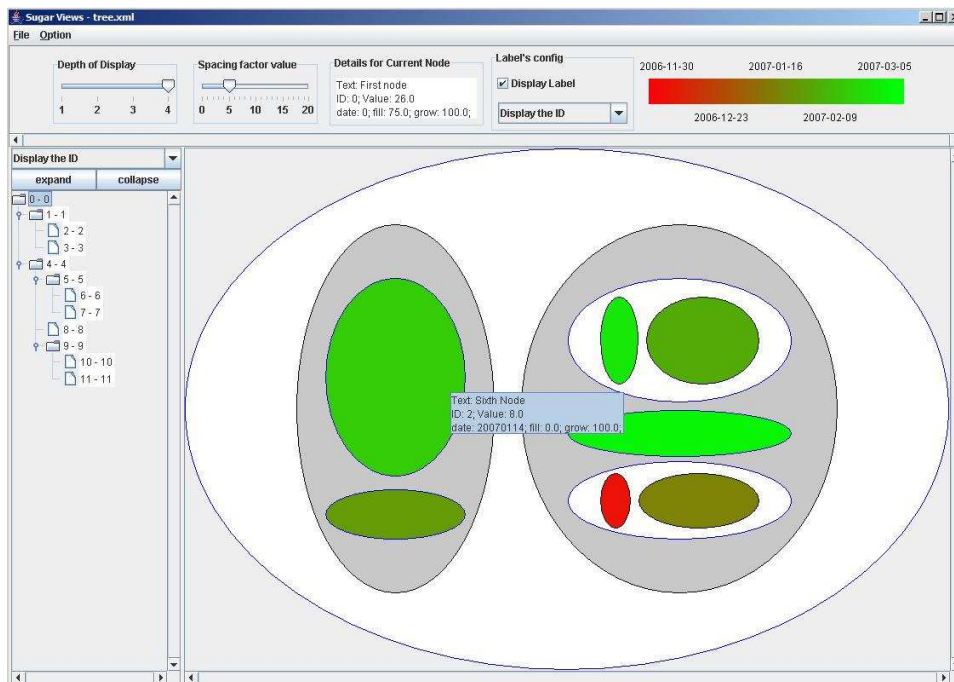 Sugar Views - tree.xml
File Option
Depth of Display
1 2 3 4
Spacing factor value
0 5 10 15 20
Details for Current Node
Text: First node
ID: 0; Value: 26.0
date: 0; fill: 75.0; grow: 100.0;
Label's config
Display Label
Display the ID
2006-11-30 2007-01-16 2007-03-05
2006-12-23 2007-02-09
Display the ID
expand collapse
0 - 0
1 - 1
2 - 2
3 - 3
4 - 4
5 - 5
6 - 6
7 - 7
8 - 8
9 - 9
10 - 10
11 - 11
Text: Sixth Node
ID: 2; Value: 8.0
date: 20070114; fill: 0.0; grow: 100.0;